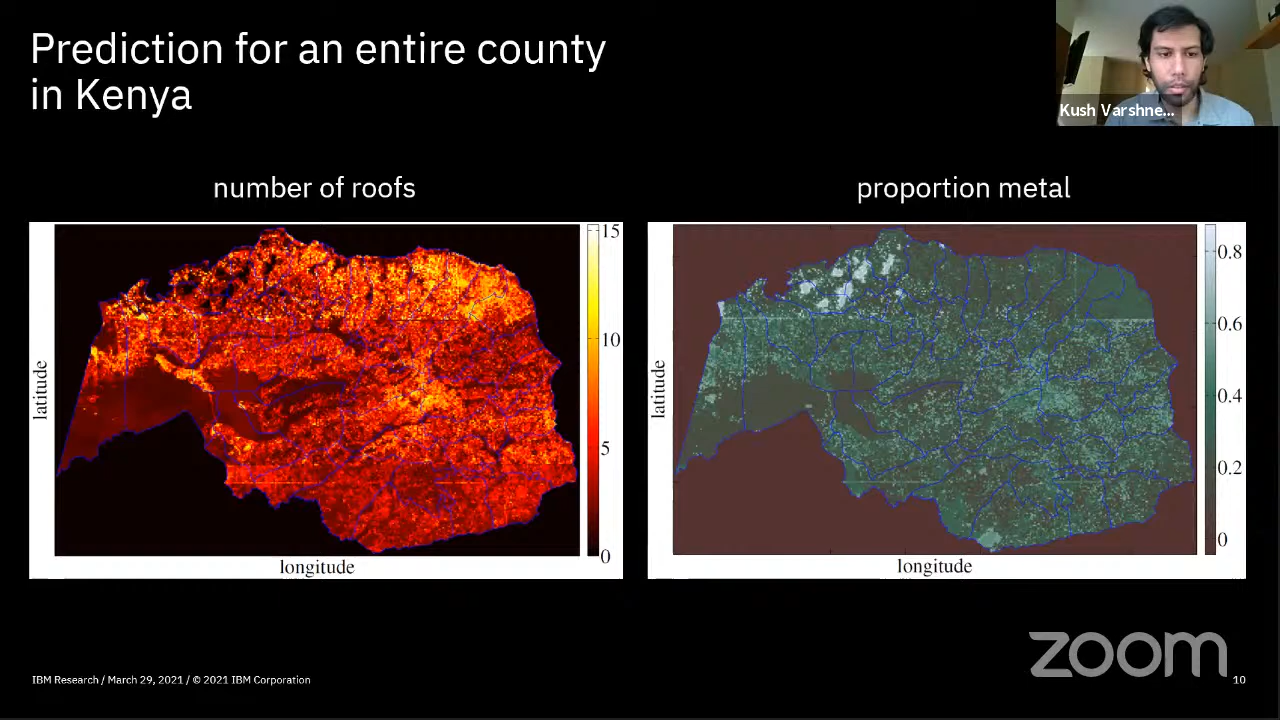 Prediction for an entire county
in Kenya
Kush Varshne...
number of roofs
proportion metal
latitude
15
10
5
0
longitude
latitude
0.8
0.6
0.4
0.2
0
longitude
zoom
IBM Research / March 29, 2021 / © 2021 IBM Corporation
10